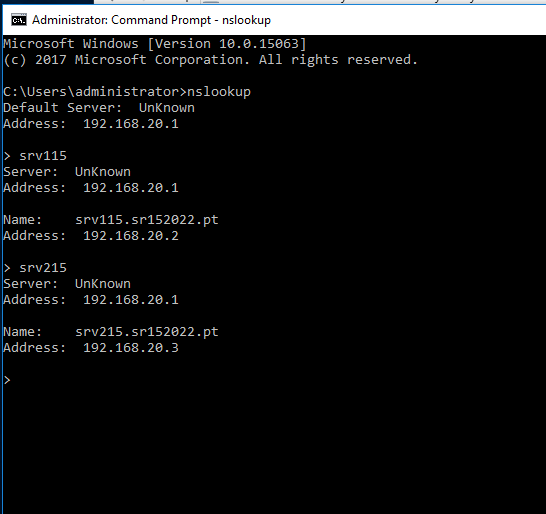 Administrator: Command Prompt - nslookup
Microsoft Windows [Version 10.0.15063]
(c) 2017 Microsoft Corporation. All rights reserved.
C:\Users\administrator>nslookup
Default Server:  UnKnown
Address:  192.168.20.1
> srv115
Server:  UnKnown
Address:  192.168.20.1
Name:    srv115.sr152022.pt
Address:  192.168.20.2
> srv215
Server:  UnKnown
Address:  192.168.20.1
Name:    srv215.sr152022.pt
Address:  192.168.20.3
>